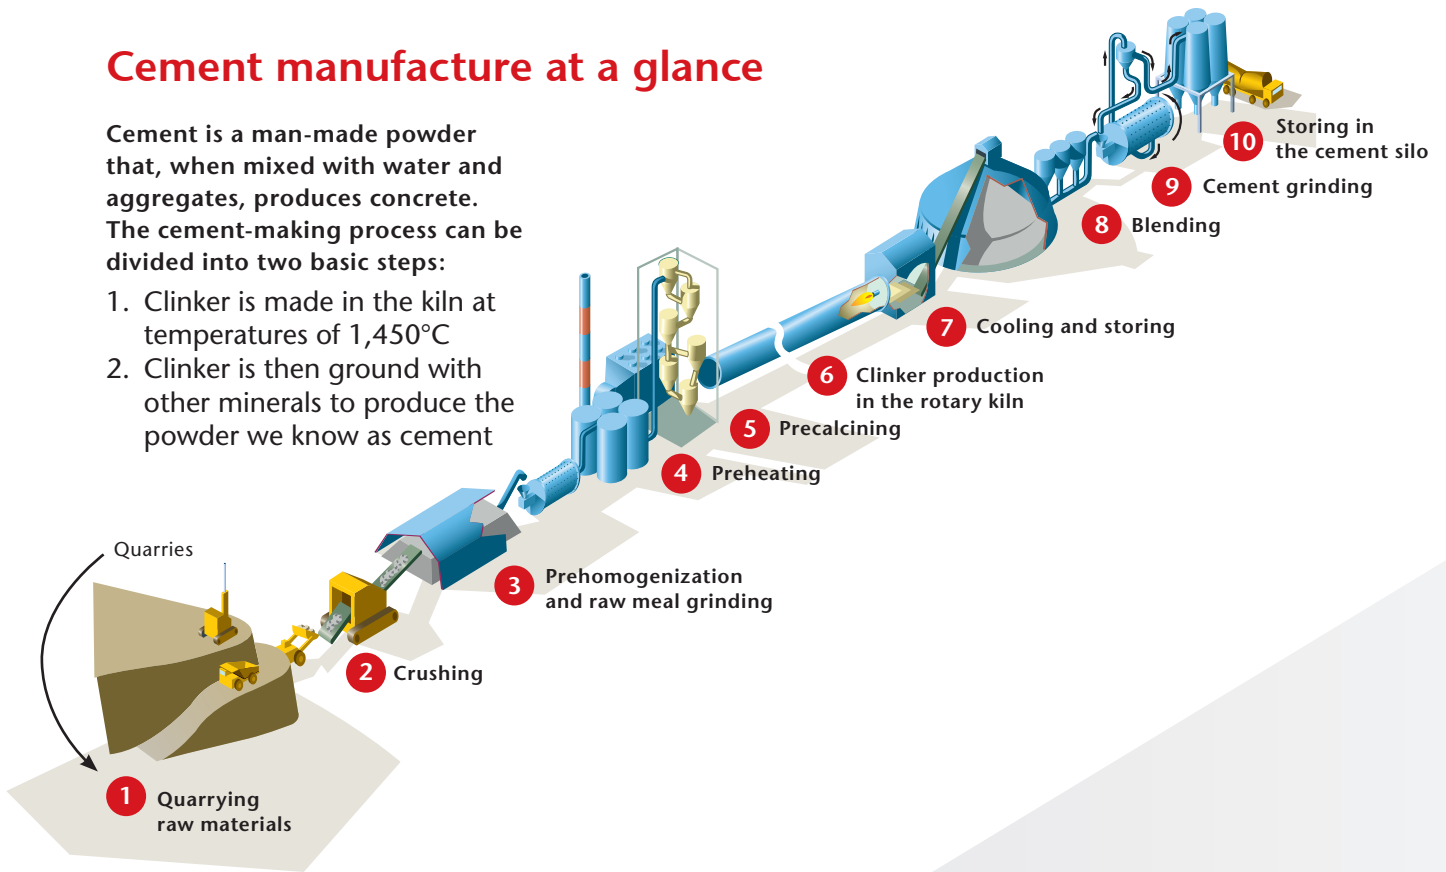 Cement manufacture at a glance
Cement is a man-made powder
that, when mixed with water and
aggregates, produces concrete.
The cement-making process can be
divided into two basic steps:
1. Clinker is made in the kiln at
temperatures of 1,450°C
2. Clinker is then ground with
other minerals to produce the
powder we know as cement
Quarries
1 Quarrying
raw materials
2 Crushing
3 Prehomogenization
and raw meal grinding
4 Preheating
5 Precalcining
6 Clinker production
in the rotary kiln
7 Cooling and storing
8 Blending
9 Cement grinding
10 Storing in
the cement silo